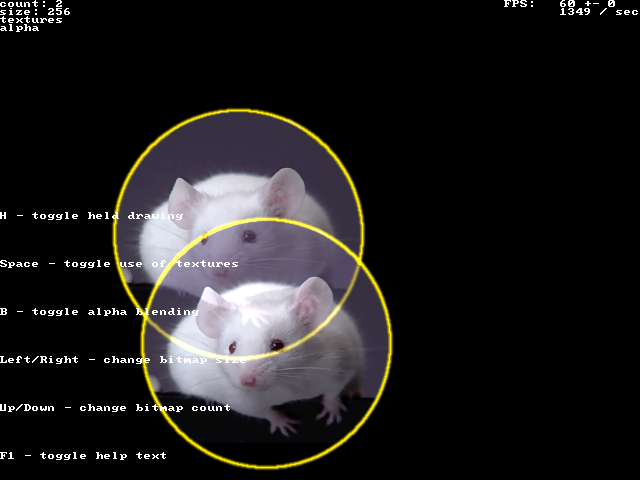 count: 2
size: 256
textures
alpha
FPS: 60 +- 0
1349 / sec
H - toggle held drawing
Space - toggle use of textures
B - toggle alpha blending
Left/Right - change bitmap size
Up/Down - change bitmap count
F1 - toggle help text